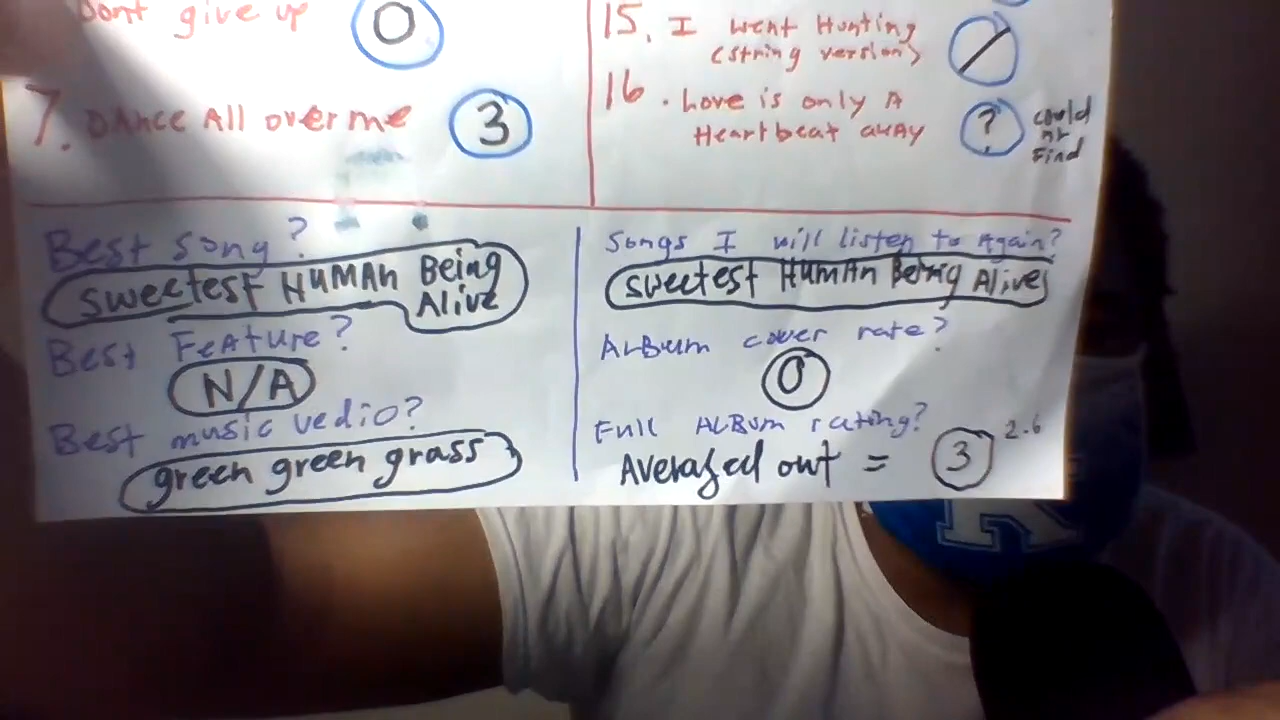 Dont give up 0
7. DANCE All over me 3
15. I went Hunting
(string version) /
16. Love is only A
Heartbeat away ? could
nt
Find
Best song?
sweetest HUMAN Being
Alive
Best Feature?
N/A
Best music vedio?
green green grass
Songs I will listen to Again?
sweetest HUMAN Being Alive
ALBUM cover rate?
0
Full ALBUM rating?
Averaged out = 3 2.6